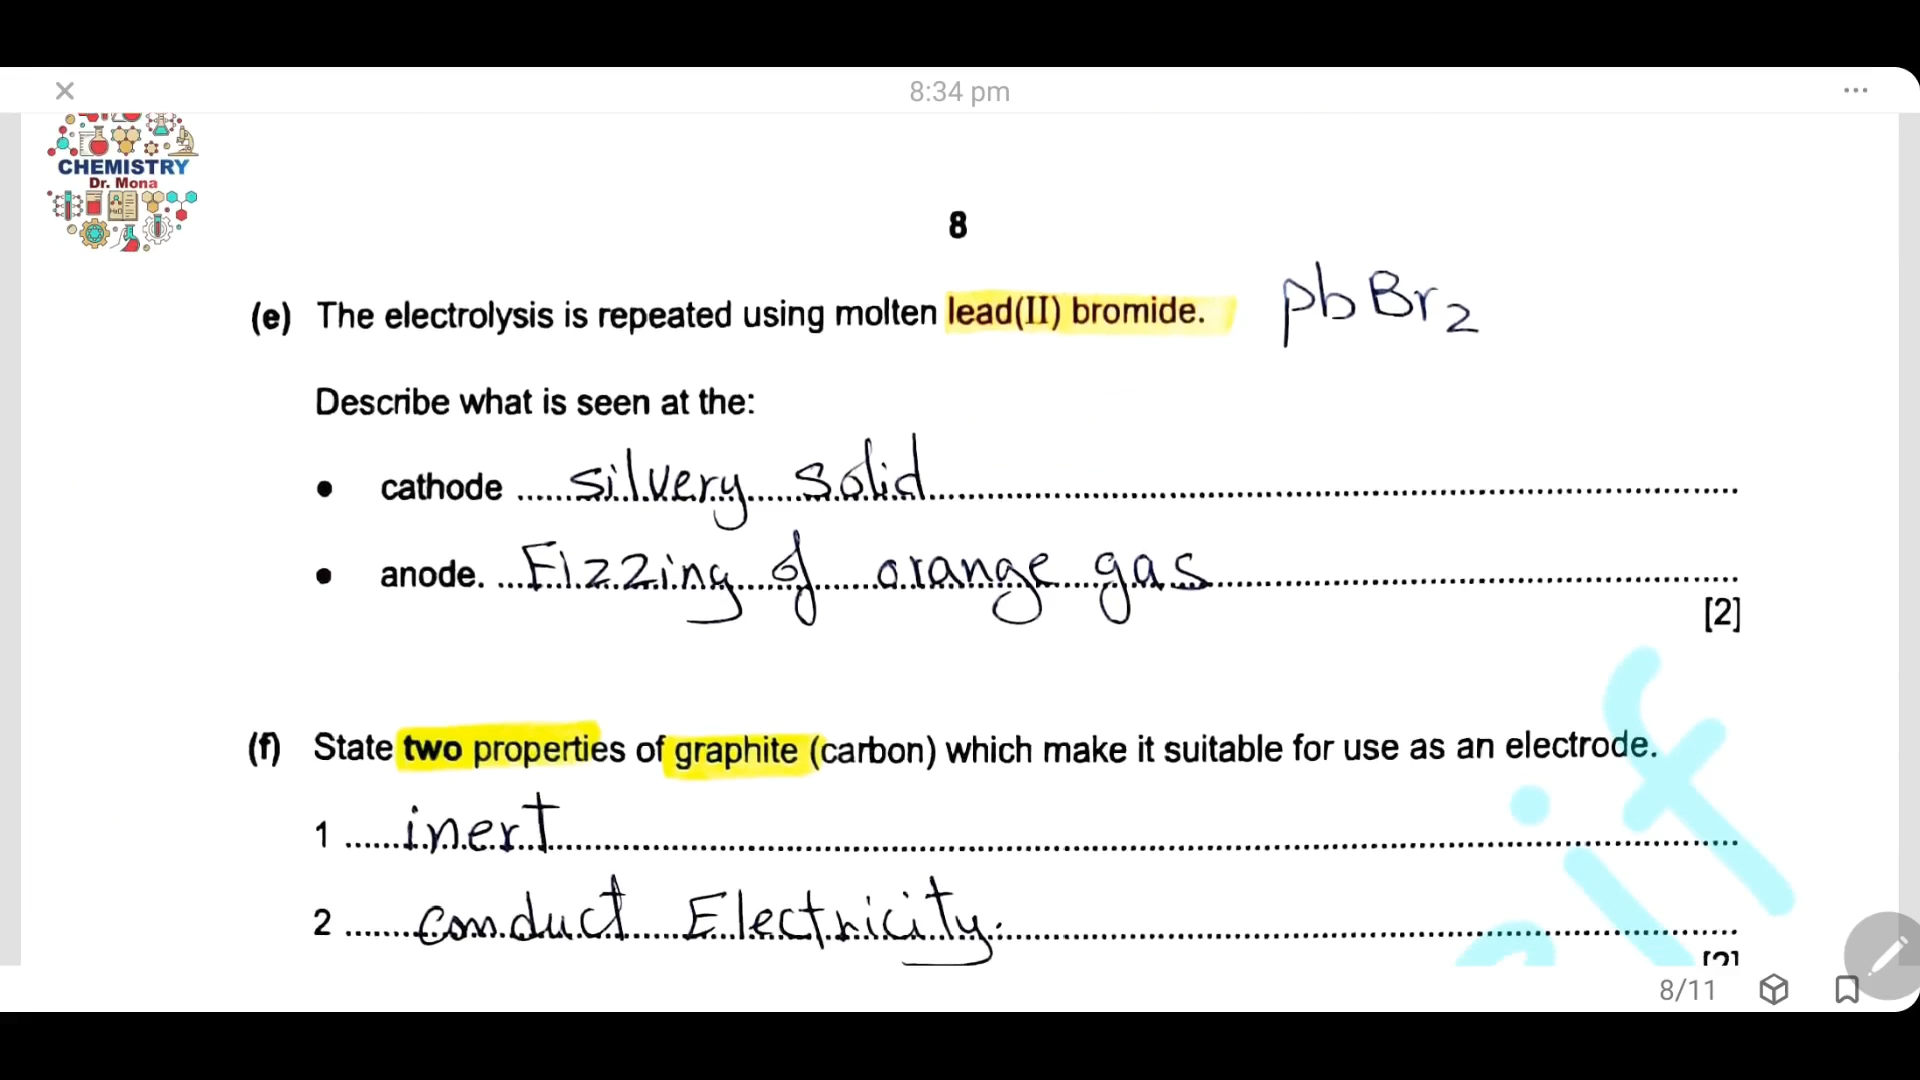 8:34 pm
CHEMISTRY
Dr. Mona
8
(e) The electrolysis is repeated using molten lead(II) bromide. pbBr2
Describe what is seen at the:
• cathode ......silvery solid......
• anode. ...Fizzing of orange gas......
[2]
(f) State two properties of graphite (carbon) which make it suitable for use as an electrode.
1 ......inert......
2 ......conduct Electricity......
[2]
8/11